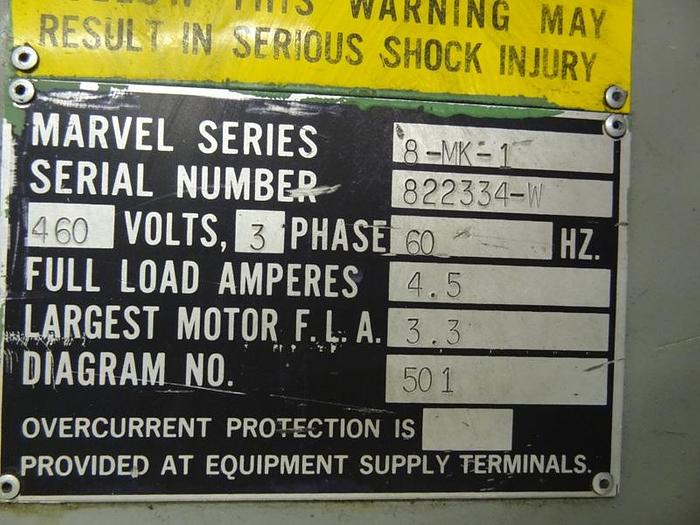 FOLLOW THIS WARNING MAY
RESULT IN SERIOUS SHOCK INJURY
MARVEL SERIES 8-MK-1
SERIAL NUMBER 822334-W
460 VOLTS, 3 PHASE 60 HZ.
FULL LOAD AMPERES 4.5
LARGEST MOTOR F.L.A. 3.3
DIAGRAM NO. 501
OVERCURRENT PROTECTION IS
PROVIDED AT EQUIPMENT SUPPLY TERMINALS.